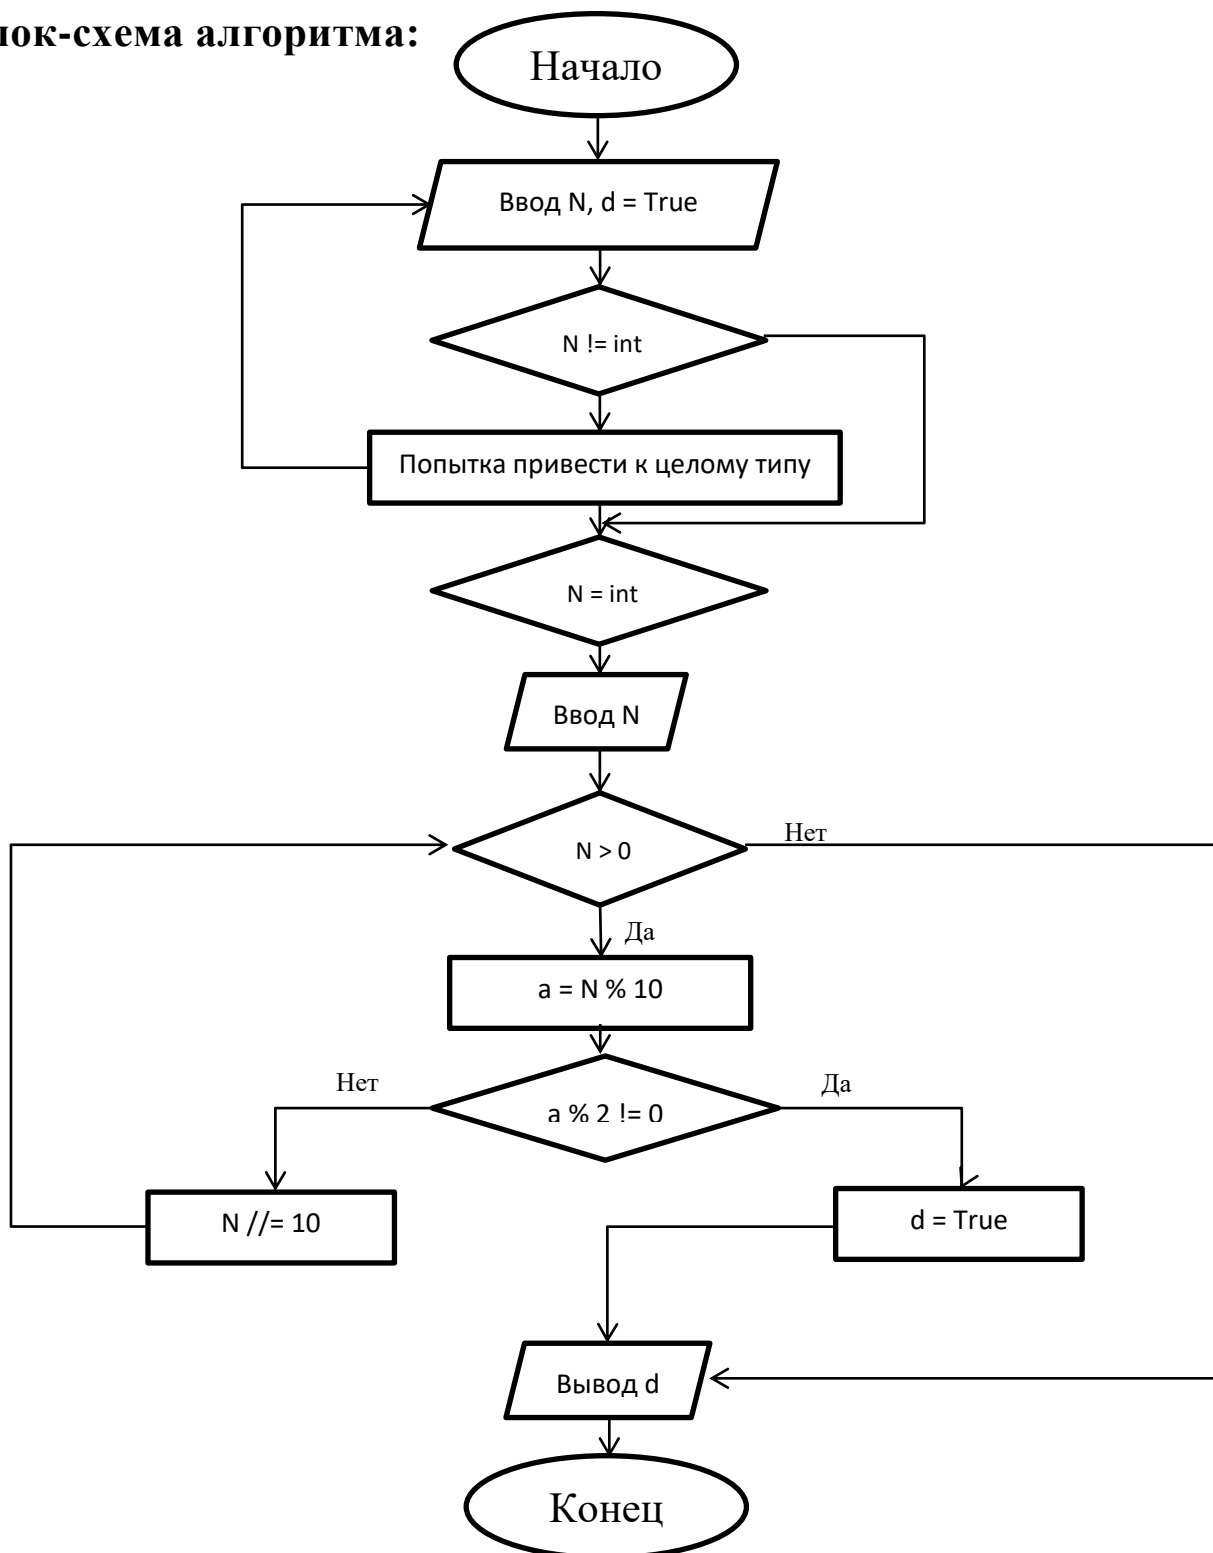 лок-схема алгоритма:
Начало
Ввод N, d = True
N != int
Попытка привести к целому типу
N = int
Ввод N
N > 0
Нет
Да
a = N % 10
Нет
a % 2 != 0
Да
N //= 10
d = True
Вывод d
Конец